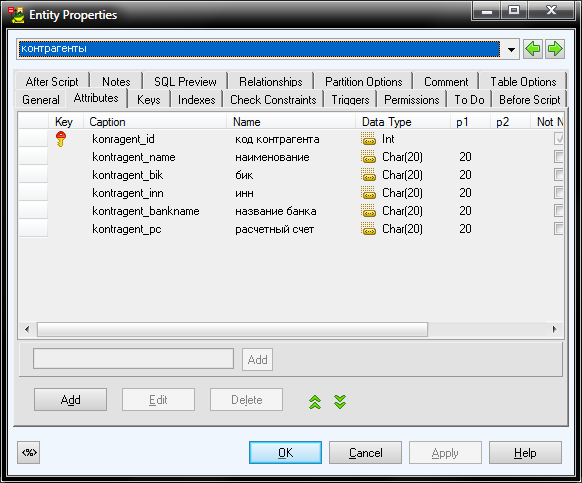 Entity Properties
контрагенты
After Script Notes SQL Preview Relationships Partition Options Comment Table Options
General Attributes Keys Indexes Check Constraints Triggers Permissions To Do Before Script
Key Caption Name Data Type p1 p2 Not N
konragent_id код контрагента Int
kontragent_name наименование Char(20) 20
kontragent_bik бик Char(20) 20
kontragent_inn инн Char(20) 20
kontragent_bankname название банка Char(20) 20
kontragent_pc расчетный счет Char(20) 20
Add
Add Edit Delete
<%> OK Cancel Apply Help